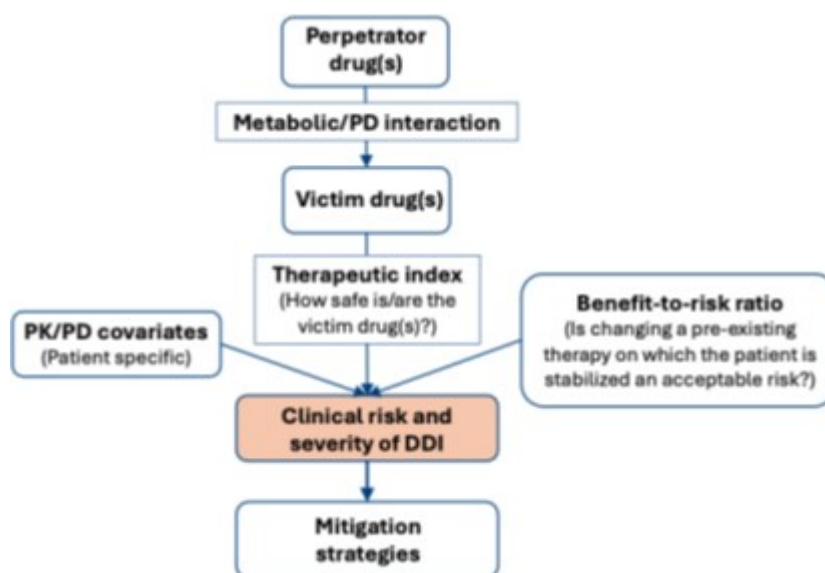 Perpetrator
drug(s)
Metabolic/PD interaction
Victim drug(s)
Therapeutic index
(How safe is/are the
victim drug(s)?)
PK/PD covariates
(Patient specific)
Benefit-to-risk ratio
(Is changing a pre-existing
therapy on which the patient is
stabilized an acceptable risk?)
Clinical risk and
severity of DDI
Mitigation
strategies